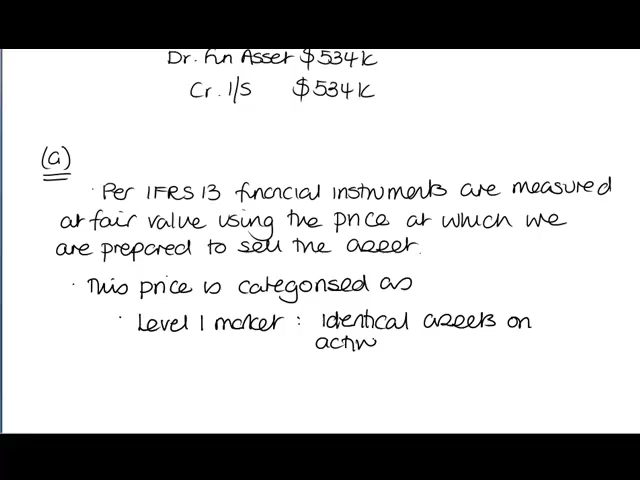 Dr. Fin Asset $534k
Cr. I/S $534k
(a)
· Per IFRS 13 financial instruments are measured
at fair value using the price at which we
are prepared to sell the asset.
· This price is categorised as
· Level 1 market : Identical assets on
activ